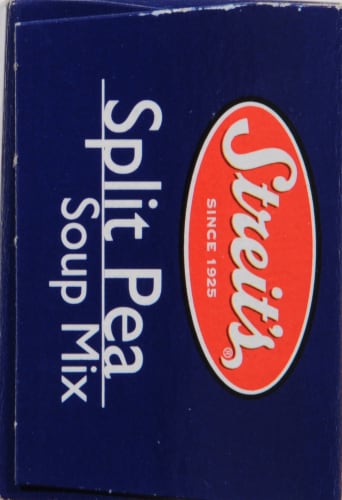 Streit's®
SINCE 1925
Split Pea
Soup Mix